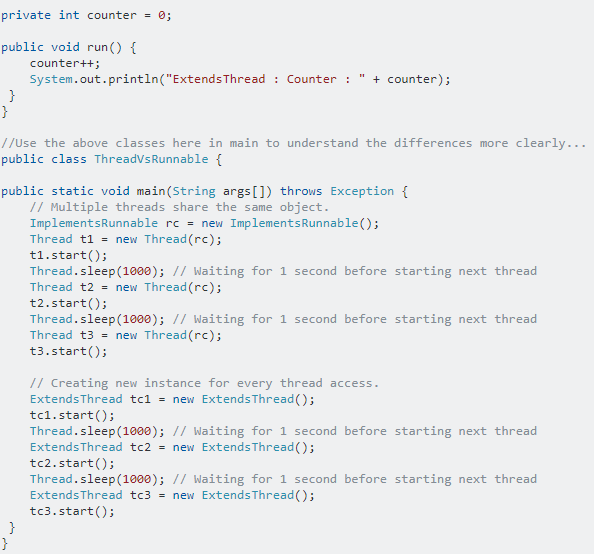 private int counter = 0;
public void run() {
counter++;
System.out.println("ExtendsThread : Counter : " + counter);
}
}
//Use the above classes here in main to understand the differences more clearly...
public class ThreadVsRunnable {
public static void main(String args[]) throws Exception {
// Multiple threads share the same object.
ImplementsRunnable rc = new ImplementsRunnable();
Thread t1 = new Thread(rc);
t1.start();
Thread.sleep(1000); // Waiting for 1 second before starting next thread
Thread t2 = new Thread(rc);
t2.start();
Thread.sleep(1000); // Waiting for 1 second before starting next thread
Thread t3 = new Thread(rc);
t3.start();
// Creating new instance for every thread access.
ExtendsThread tc1 = new ExtendsThread();
tc1.start();
Thread.sleep(1000); // Waiting for 1 second before starting next thread
ExtendsThread tc2 = new ExtendsThread();
tc2.start();
Thread.sleep(1000); // Waiting for 1 second before starting next thread
ExtendsThread tc3 = new ExtendsThread();
tc3.start();
}
}